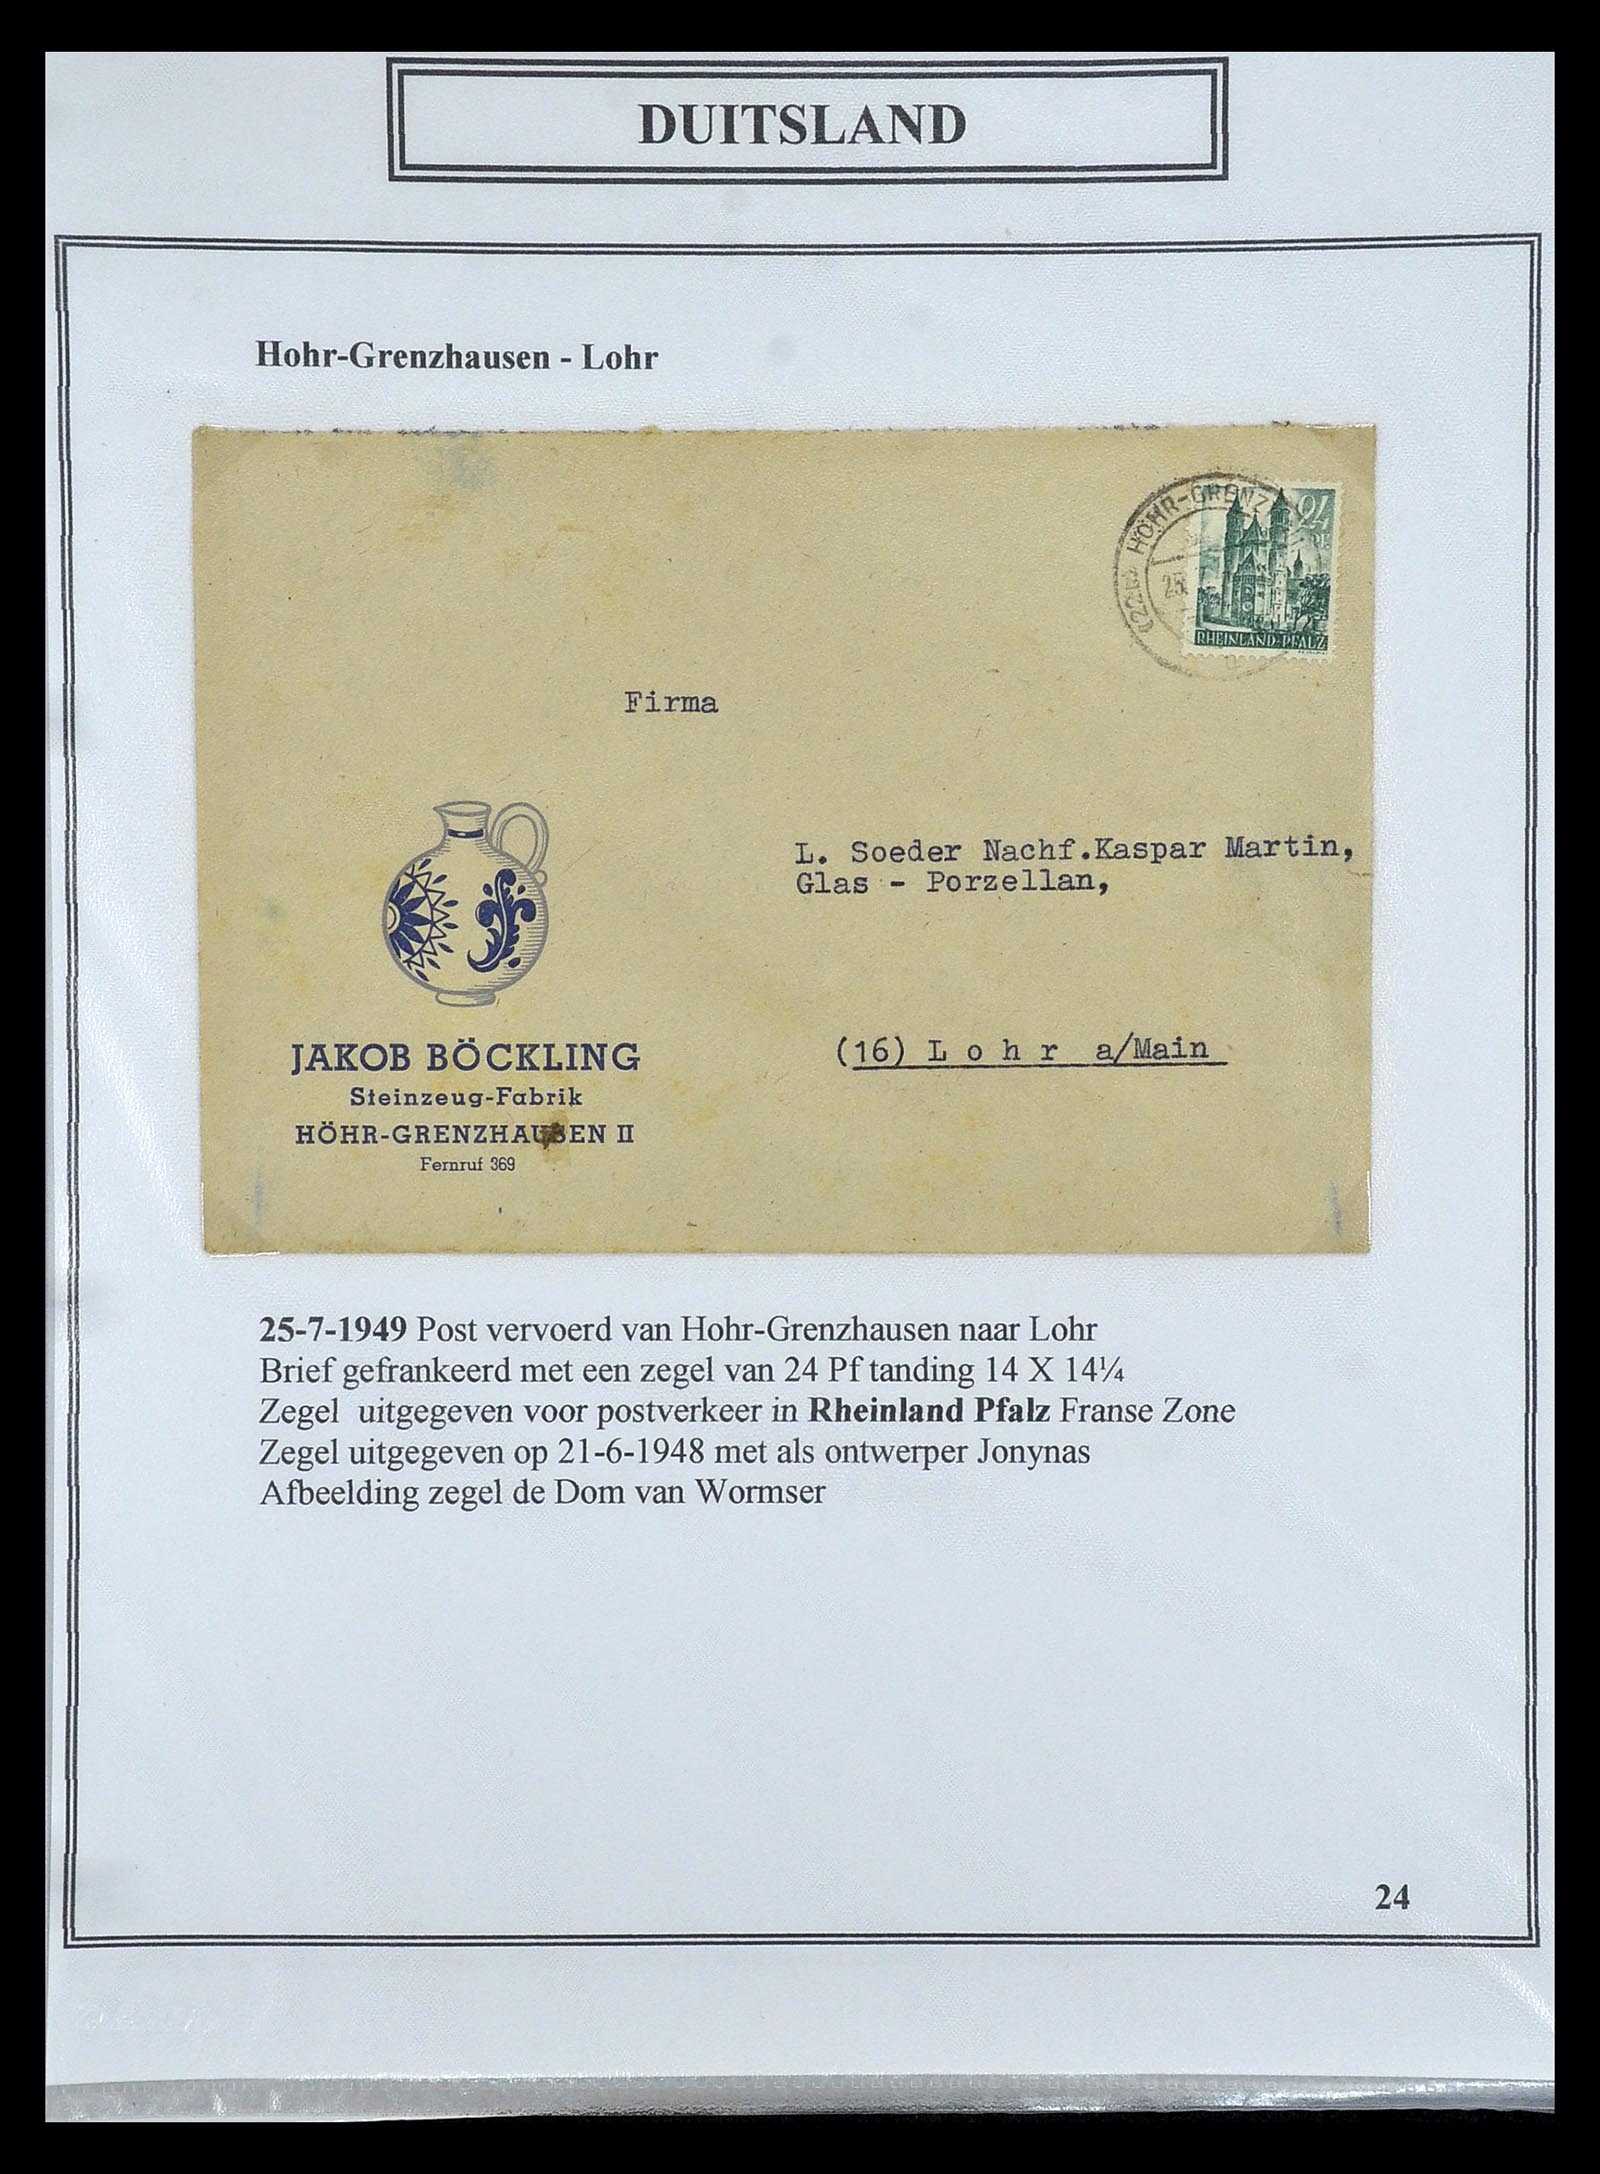 DUITSLAND
Hohr-Grenzhausen - Lohr
HÖHR-GRENZ
25
24
RHEINLAND-PFALZ
Firma
L. Soeder Nachf.Kaspar Martin,
Glas - Porzellan,
(16) L o h r a/Main
JAKOB BÖCKLING
Steinzeug-Fabrik
HÖHR-GRENZHAUSEN II
Fernruf 369
25-7-1949 Post vervoerd van Hohr-Grenzhausen naar Lohr
Brief gefrankeerd met een zegel van 24 Pf tanding 14 X 14¼
Zegel uitgegeven voor postverkeer in Rheinland Pfalz Franse Zone
Zegel uitgegeven op 21-6-1948 met als ontwerper Jonynas
Afbeelding zegel de Dom van Wormser
24